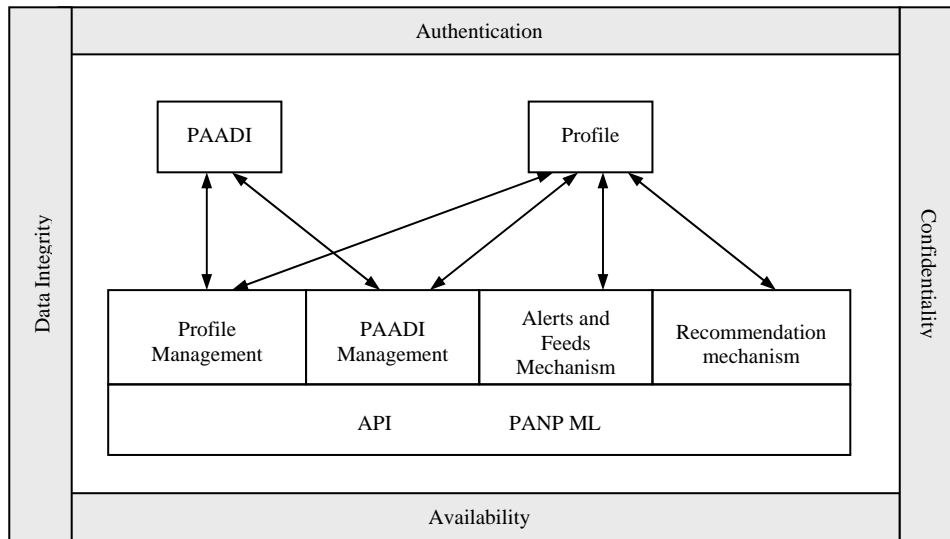 Authentication
Data Integrity
Confidentiality
PAADI
Profile
Profile
Management
PAADI
Management
Alerts and
Feeds
Mechanism
Recommendation
mechanism
API PANP ML
Availability